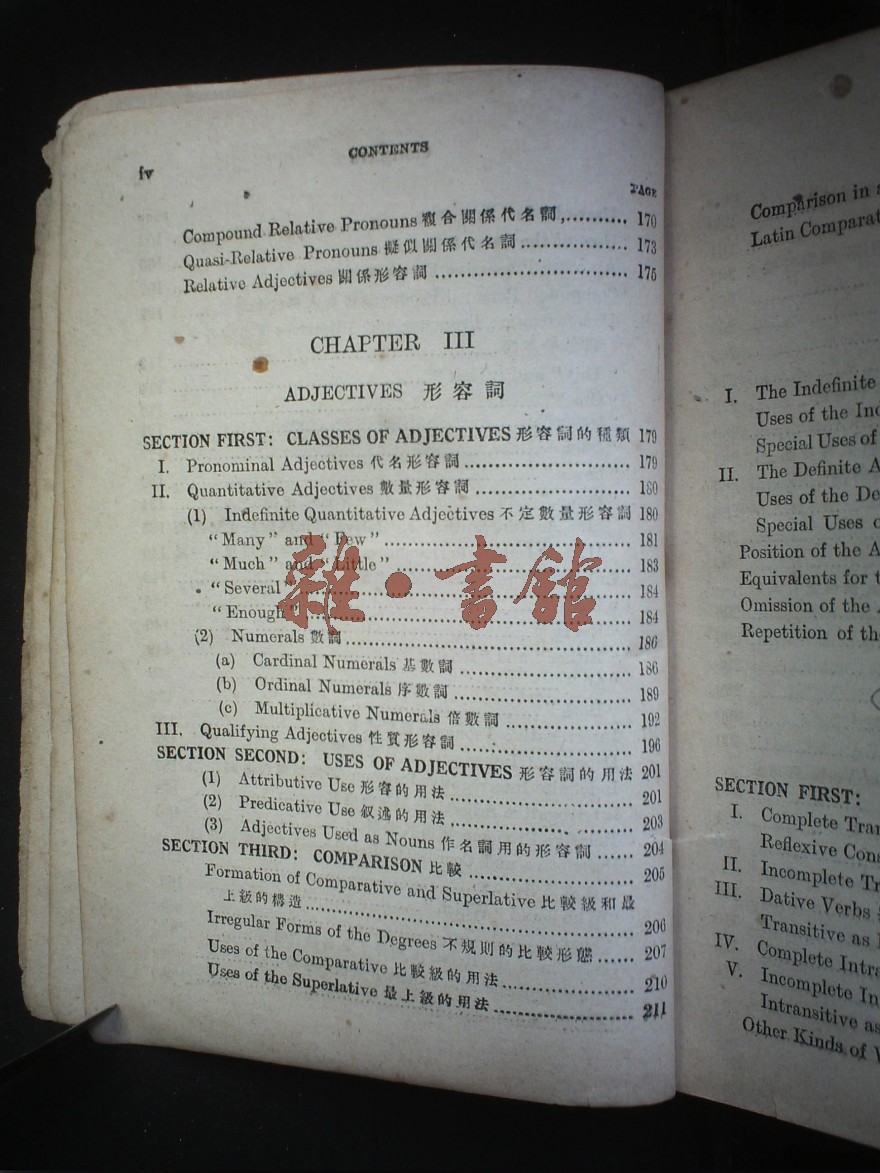 iv
CONTENTS
PAGE
Compound Relative Pronouns 複合關係代名詞,.......... 170
Quasi-Relative Pronouns 擬似關係代名詞.................. 173
Relative Adjectives 關係形容詞................................ 175
CHAPTER III
ADJECTIVES 形容詞
SECTION FIRST: CLASSES OF ADJECTIVES 形容詞的種類 179
I. Pronominal Adjectives 代名形容詞........................... 179
II. Quantitative Adjectives 數量形容詞......................... 180
(1) Indefinite Quantitative Adjectives 不定數量形容詞 180
“Many” and “Few”........................................ 181
“Much” and “Little”...................................... 183
“Several”.................................................... 184
“Enough”................................................... 184
(2) Numerals 數詞............................................. 186
(a) Cardinal Numerals 基數詞............................ 186
(b) Ordinal Numerals 序數詞............................. 189
(c) Multiplicative Numerals 倍數詞................... 192
III. Qualifying Adjectives 性質形容詞......................... 196
SECTION SECOND: USES OF ADJECTIVES 形容詞的用法 201
(1) Attributive Use 形容的用法............................ 201
(2) Predicative Use 叙述的用法............................ 203
(3) Adjectives Used as Nouns 作名詞用的形容詞...... 204
SECTION THIRD: COMPARISON 比較........................ 205
Formation of Comparative and Superlative 比較級和最
上級的構造................................................ 206
Irregular Forms of the Degrees 不規則的比較形態...... 207
Uses of the Comparative 比較級的用法.................... 210
Uses of the Superlative 最上級的用法..................... 211
雜·書館
Comparison in
Latin Comparat
I. The Indefinite
Uses of the In
Special Uses of
II. The Definite A
Uses of the De
Special Uses
Position of the A
Equivalents for
Omission of the
Repetition of th
SECTION FIRST:
I. Complete Tran
Reflexive Cons
II. Incomplete Tr
III. Dative Verbs
Transitive as
IV. Complete Intra
V. Incomplete In
Intransitive as
Other Kinds of V